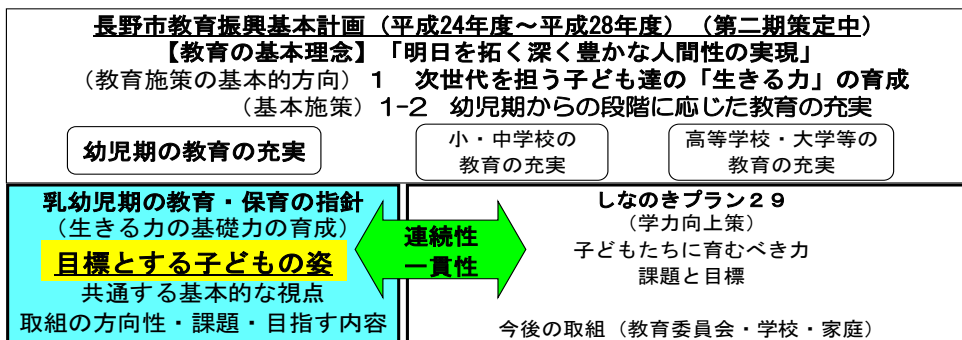 長野市教育振興基本計画（平成24年度～平成28年度）（第二期策定中）
【教育の基本理念】「明日を拓く深く豊かな人間性の実現」
（教育施策の基本的方向）１　次世代を担う子ども達の「生きる力」の育成
（基本施策）1-2　幼児期からの段階に応じた教育の充実
幼児期の教育の充実
小・中学校の
教育の充実
高等学校・大学等の
教育の充実
乳幼児期の教育・保育の指針
（生きる力の基礎力の育成）
目標とする子どもの姿
共通する基本的な視点
取組の方向性・課題・目指す内容
連続性
一貫性
しなのきプラン２９
（学力向上策）
子どもたちに育むべき力
課題と目標
今後の取組（教育委員会・学校・家庭）